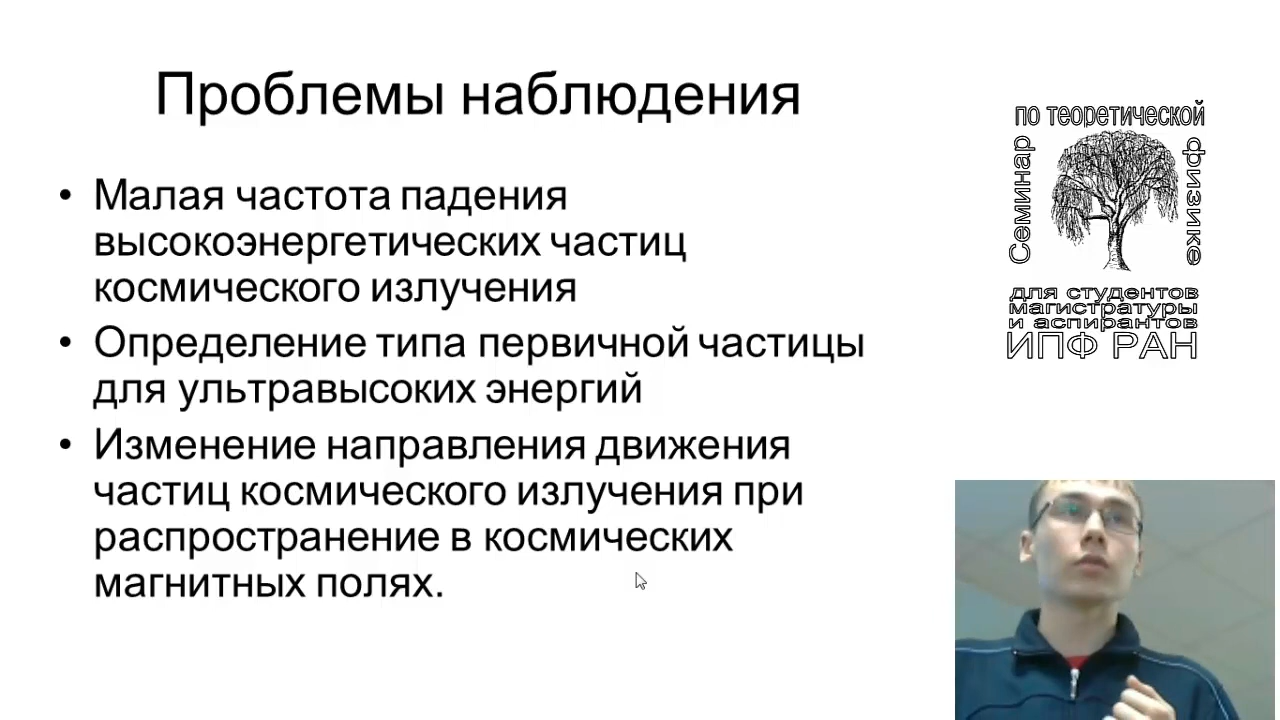 Проблемы наблюдения
• Малая частота падения
высокоэнергетических частиц
космического излучения
• Определение типа первичной частицы
для ультравысоких энергий
• Изменение направления движения
частиц космического излучения при
распространение в космических
магнитных полях.
Семинар
по теоретической
физике
для студентов
магистратуры
и аспирантов
ИПФ РАН